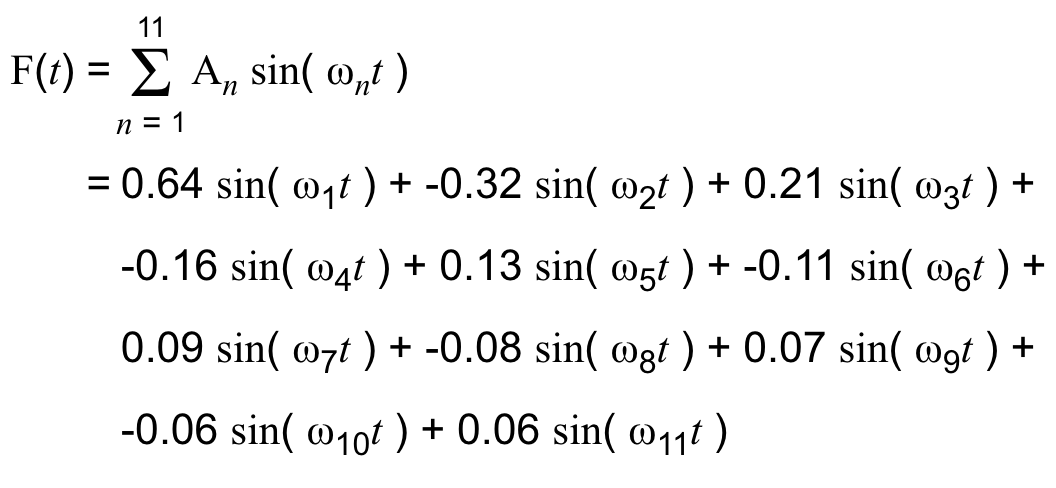 11
F(t) = ∑ Aₙ sin( ωₙt )
n = 1
= 0.64 sin( ω₁t ) + -0.32 sin( ω₂t ) + 0.21 sin( ω₃t ) +
-0.16 sin( ω₄t ) + 0.13 sin( ω₅t ) + -0.11 sin( ω₆t ) +
0.09 sin( ω₇t ) + -0.08 sin( ω₈t ) + 0.07 sin( ω₉t ) +
-0.06 sin( ω₁₀t ) + 0.06 sin( ω₁₁t )